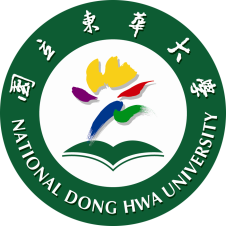 國立東華大學
NATIONAL DONG HWA UNIVERSITY